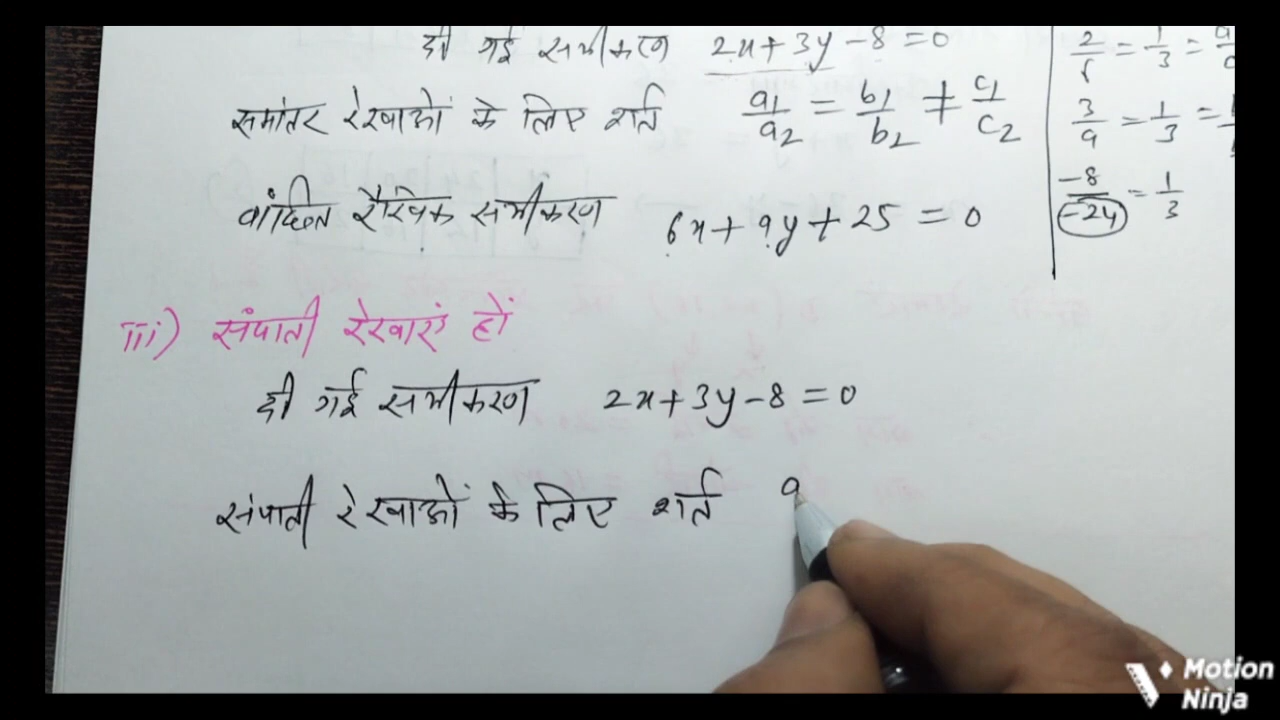 दी गई समीकरण 2x+3y-8=0
समांतर रेखाओं के लिए शर्त a1/a2 = b1/b2 ≠ c1/c2
वांछित रैखिक समीकरण 6x+9y+25=0
2/6 = 1/3 =
3/9 = 1/3 =
-8/-24 = 1/3
iii) संपाती रेखाएं हों
दी गई समीकरण 2x+3y-8=0
संपाती रेखाओं के लिए शर्त a
Motion
Ninja